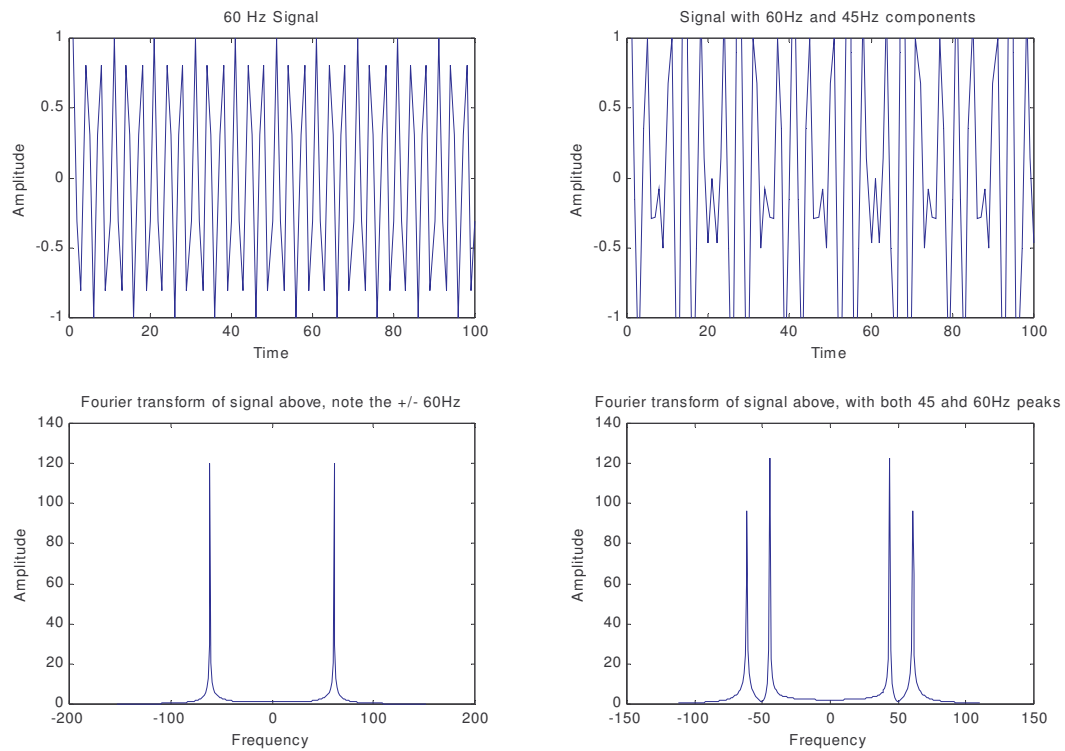 60 Hz Signal
1
0.5
0
-0.5
-1
0 20 40 60 80 100
Amplitude
Time
Signal with 60Hz and 45Hz components
1
0.5
0
-0.5
-1
0 20 40 60 80 100
Amplitude
Time
Fourier transform of signal above, note the +/- 60Hz
140
120
100
80
60
40
20
0
-200 -100 0 100 200
Amplitude
Frequency
Fourier transform of signal above, with both 45 ahd 60Hz peaks
140
120
100
80
60
40
20
0
-150 -100 -50 0 50 100 150
Amplitude
Frequency